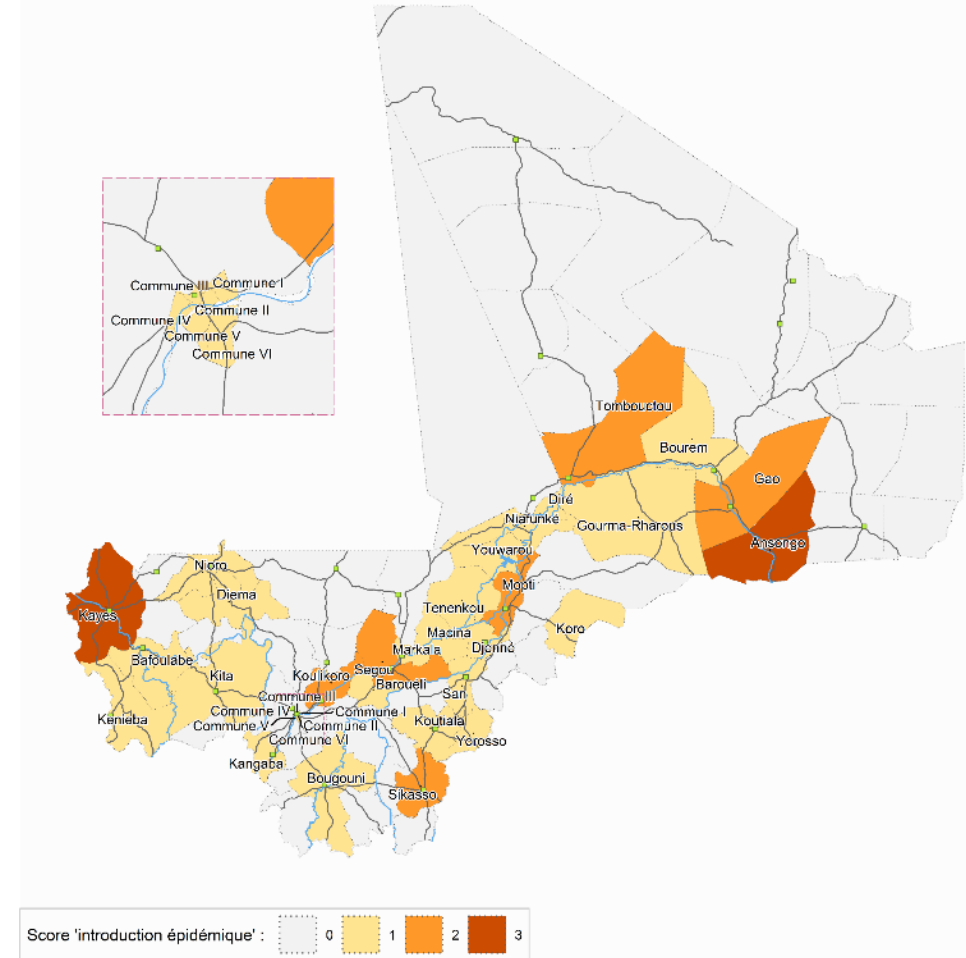 Commune III
Commune I
Commune II
Commune IV
Commune V
Commune VI
Tombouctou
Bourem
Gao
Diré
Niafunké
Gourma-Rharous
Ansongo
Youwarou
Nioro
Mopti
Diema
Kayes
Tenenkou
Macina
Koro
Markala
Djenné
Bafoulabe
Segou
Kita
Koulikoro
Baroueli
San
Commune III
Commune IV
Commune I
Kenieba
Commune V
Commune II
Koutiala
Commune VI
Yorosso
Kangaba
Bougouni
Sikasso
Score 'introduction épidémique' : 0 1 2 3